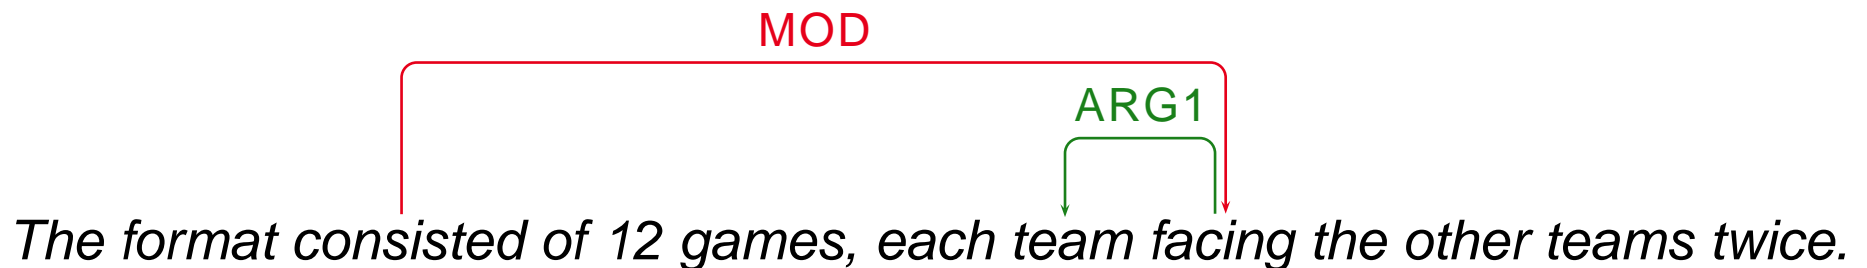 MOD
ARG1
The format consisted of 12 games, each team facing the other teams twice.